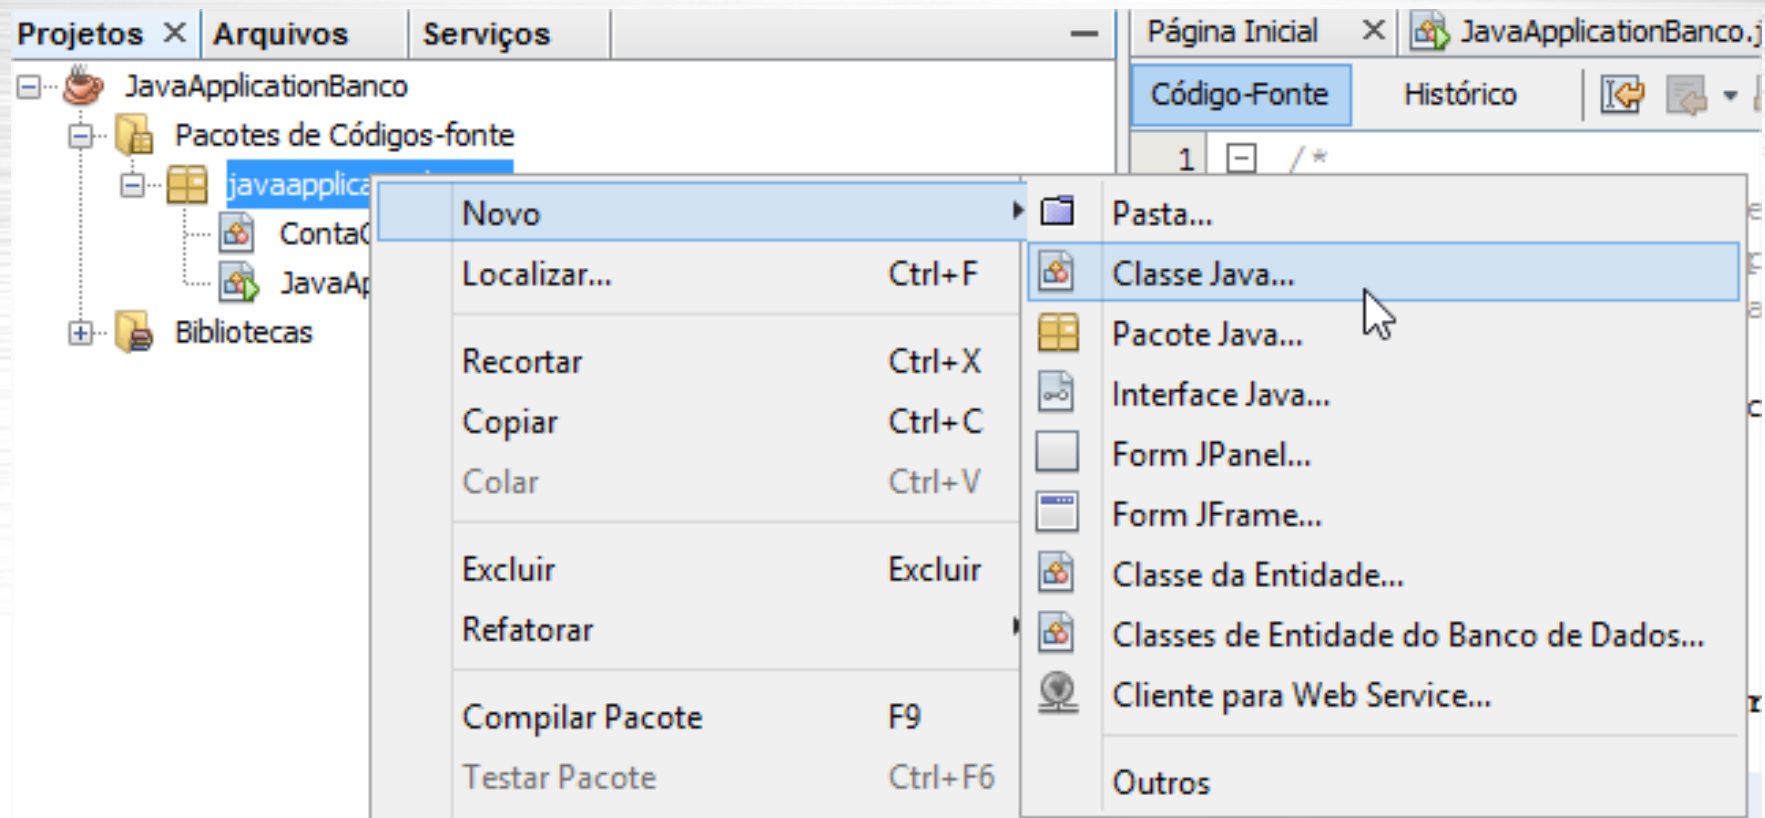 Projetos Arquivos Serviços
Página Inicial JavaApplicationBanco.j
JavaApplicationBanco
Código-Fonte Histórico
Pacotes de Códigos-fonte
1 /*
javaapplica
ContaC
JavaAp
Bibliotecas
Novo
Localizar... Ctrl+F
Recortar Ctrl+X
Copiar Ctrl+C
Colar Ctrl+V
Excluir Excluir
Refatorar
Compilar Pacote F9
Testar Pacote Ctrl+F6
Pasta...
Classe Java...
Pacote Java...
Interface Java...
Form JPanel...
Form JFrame...
Classe da Entidade...
Classes de Entidade do Banco de Dados...
Cliente para Web Service...
Outros